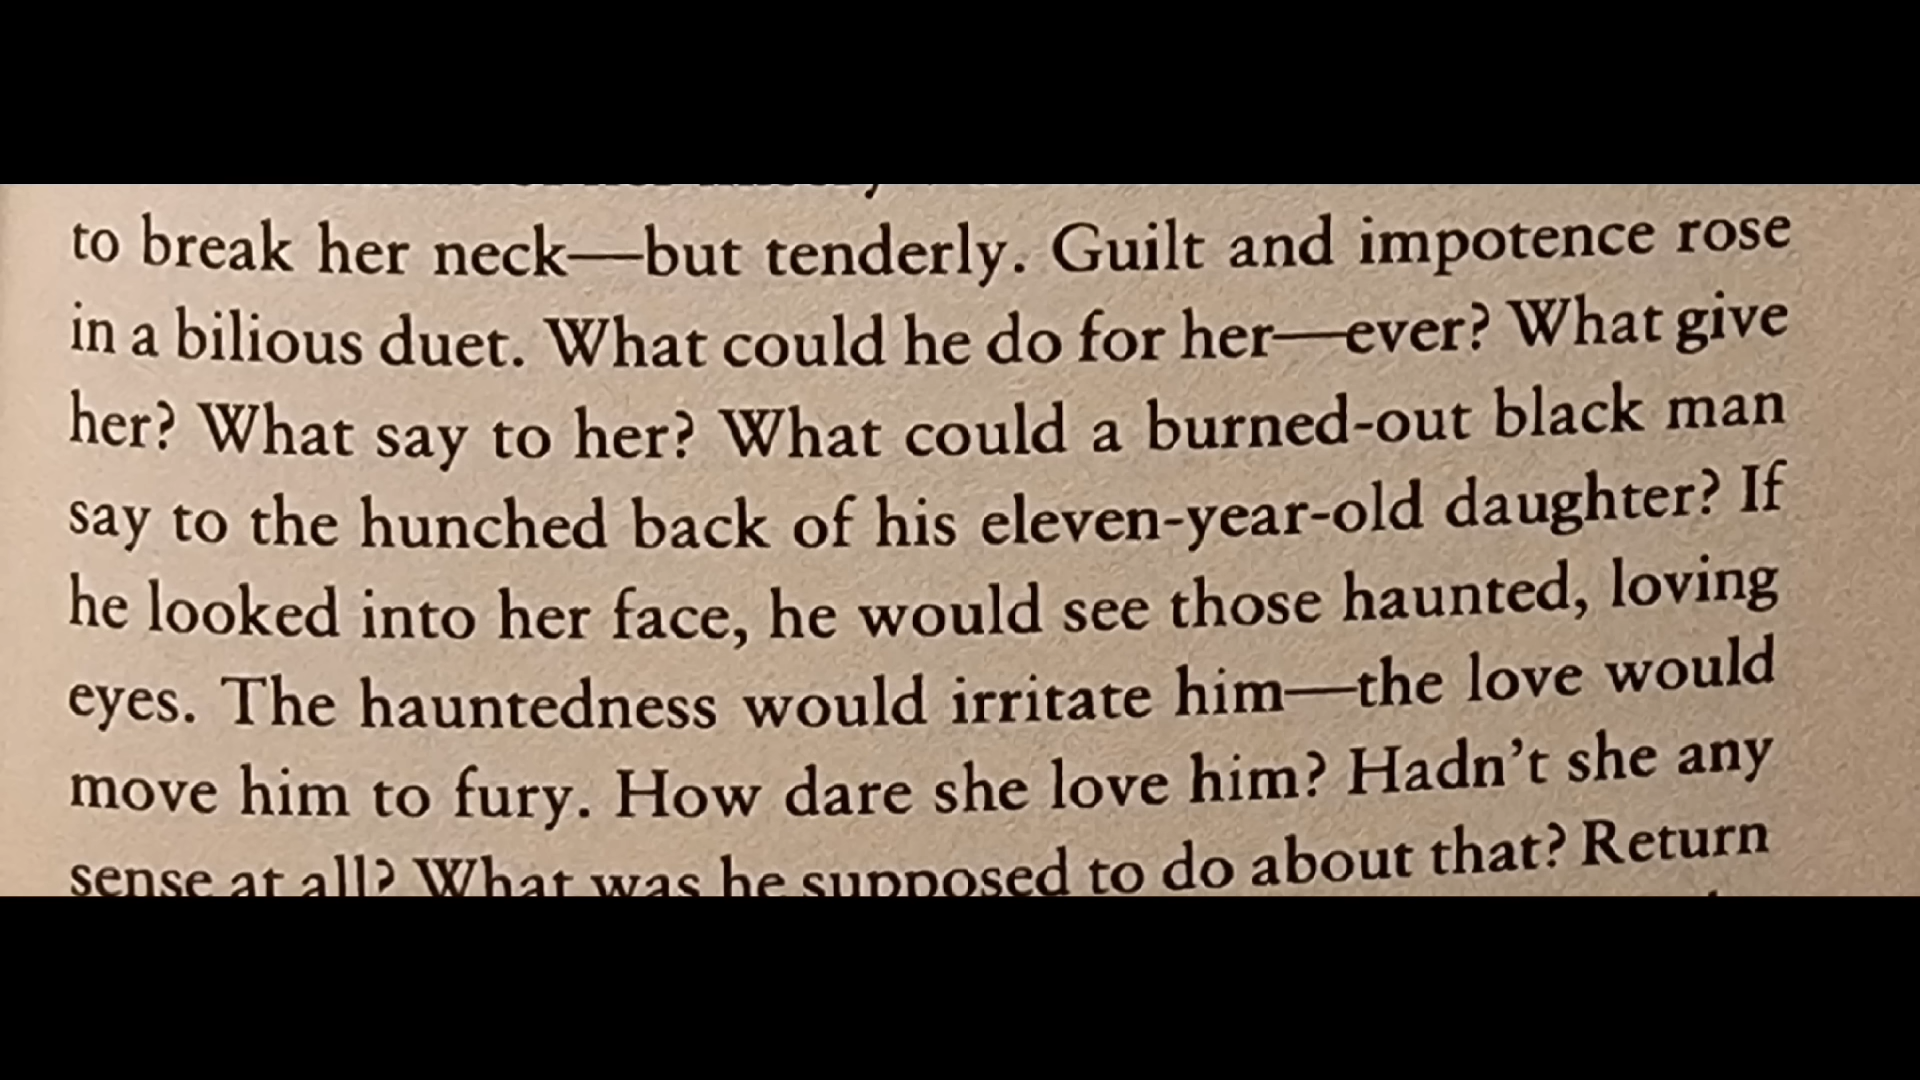 to break her neck—but tenderly. Guilt and impotence rose
in a bilious duet. What could he do for her—ever? What give
her? What say to her? What could a burned-out black man
say to the hunched back of his eleven-year-old daughter? If
he looked into her face, he would see those haunted, loving
eyes. The hauntedness would irritate him—the love would
move him to fury. How dare she love him? Hadn’t she any
sense at all? What was he supposed to do about that? Return